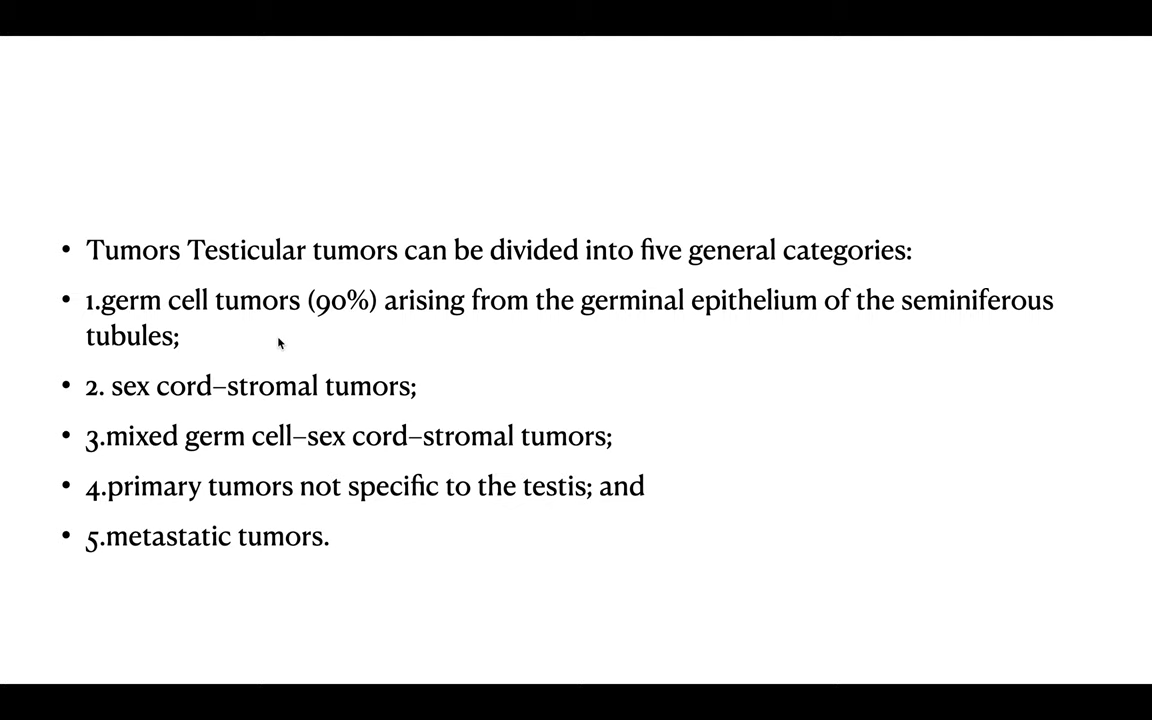 • Tumors Testicular tumors can be divided into five general categories:
• 1.germ cell tumors (90%) arising from the germinal epithelium of the seminiferous
tubules;
• 2. sex cord–stromal tumors;
• 3.mixed germ cell–sex cord–stromal tumors;
• 4.primary tumors not specific to the testis; and
• 5.metastatic tumors.